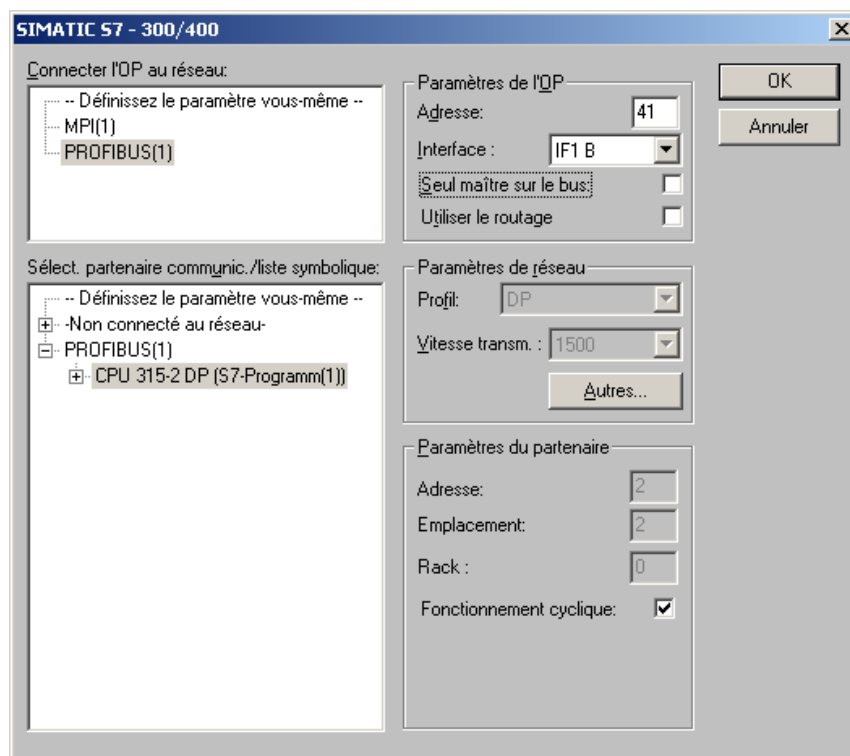 SIMATIC S7 - 300/400
Connecter l'OP au réseau:
-- Définissez le paramètre vous-même --
MPI(1)
PROFIBUS(1)
Sélect. partenaire communic./liste symbolique:
-- Définissez le paramètre vous-même --
-Non connecté au réseau-
PROFIBUS(1)
CPU 315-2 DP (S7-Programm(1))
Paramètres de l'OP
Adresse: 41
Interface : IF1 B
Seul maître sur le bus:
Utiliser le routage
Paramètres de réseau
Profil: DP
Vitesse transm. : 1500
Autres...
Paramètres du partenaire
Adresse: 2
Emplacement: 2
Rack : 0
Fonctionnement cyclique:
OK
Annuler